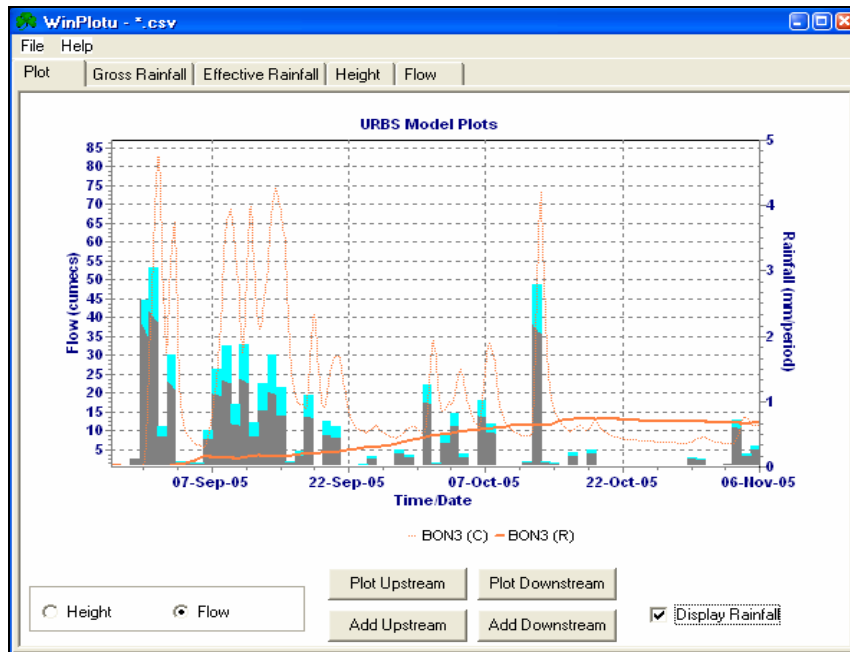 WinPlotu - *.csv
File Help
Plot Gross Rainfall Effective Rainfall Height Flow
URBS Model Plots
85
80
75
70
65
60
55
50
45
40
35
30
25
20
15
10
5
Flow (cumecs)
5
4
3
2
1
0
Rainfall (mm/period)
07-Sep-05 22-Sep-05 07-Oct-05 22-Oct-05 06-Nov-05
Time/Date
BON3 (C) BON3 (R)
Height Flow
Plot Upstream Plot Downstream
Add Upstream Add Downstream
Display Rainfall